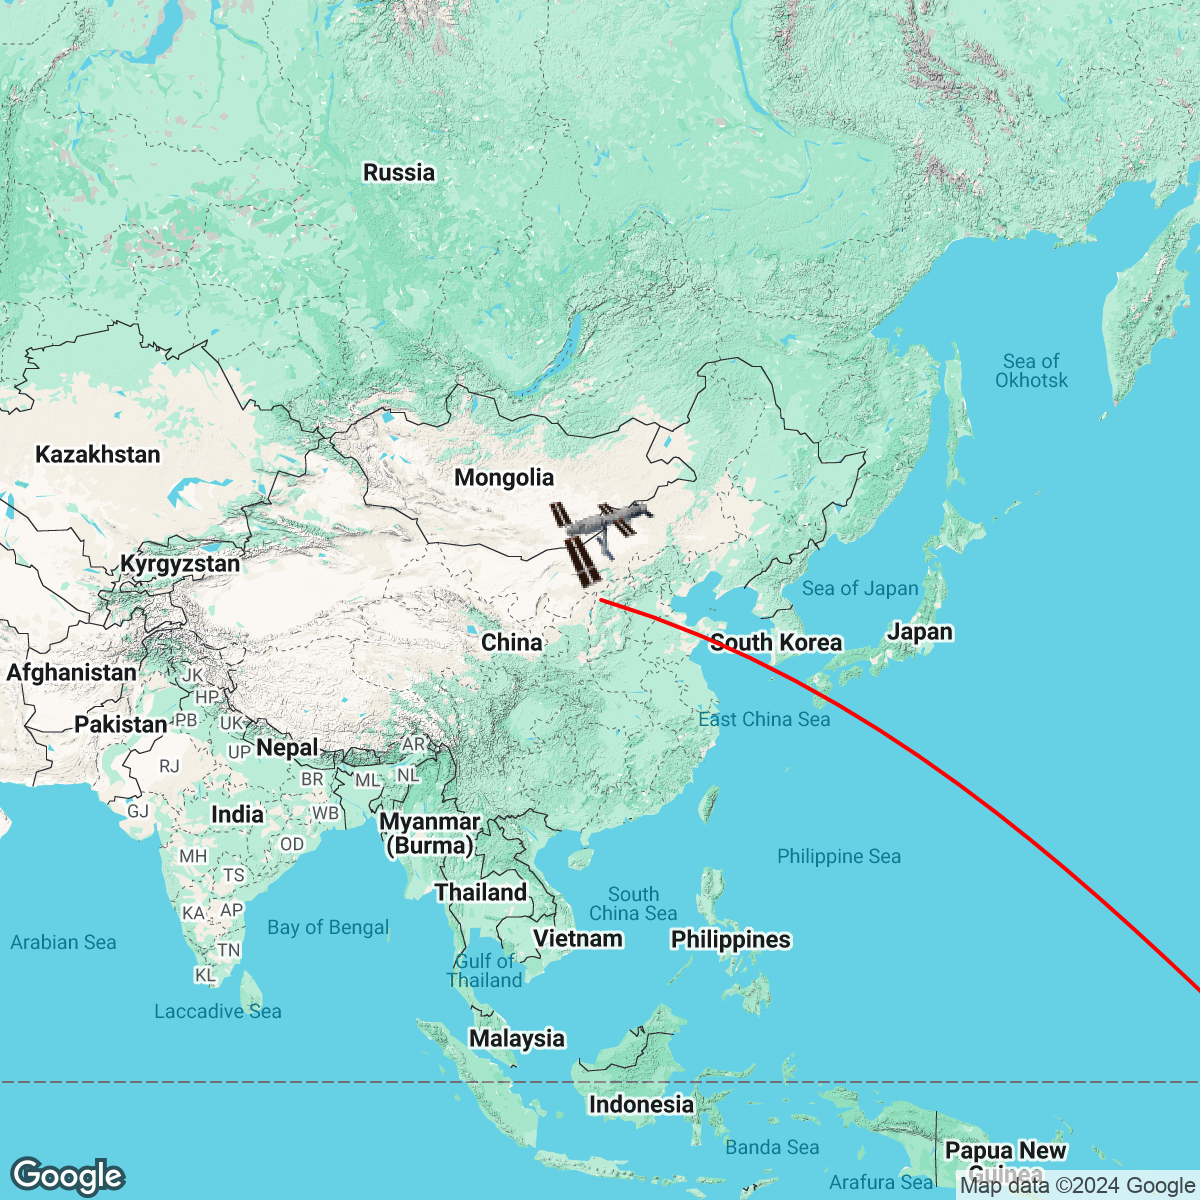 Russia
Sea of
Okhotsk
Kazakhstan
Mongolia
Kyrgyzstan
Sea of Japan
China
South Korea
Japan
Afghanistan
JK
HP
Pakistan
PB
UK
East China Sea
UP
Nepal
AR
RJ
BR
ML
NL
GJ
India
WB
Myanmar
(Burma)
OD
MH
Philippine Sea
TS
Thailand
South
China Sea
KA
AP
Bay of Bengal
Arabian Sea
TN
Vietnam
Philippines
KL
Gulf of
Thailand
Laccadive Sea
Malaysia
Indonesia
Banda Sea
Papua New
Guinea
Arafura Sea
Google
Map data ©2024 Google